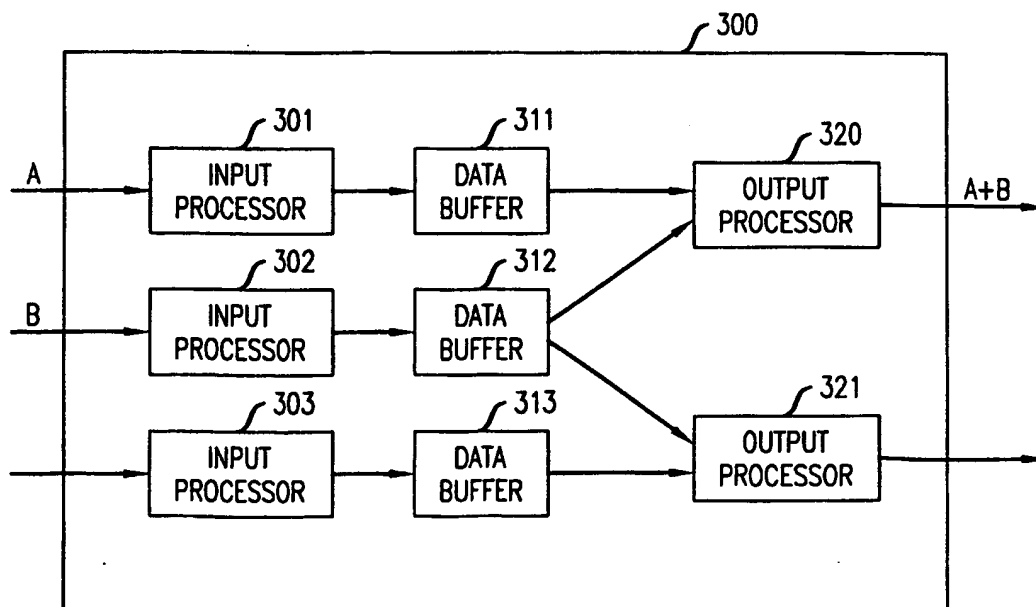 300
301
311
320
A
INPUT
PROCESSOR
DATA
BUFFER
OUTPUT
PROCESSOR
A+B
302
312
B
INPUT
PROCESSOR
DATA
BUFFER
303
313
321
INPUT
PROCESSOR
DATA
BUFFER
OUTPUT
PROCESSOR